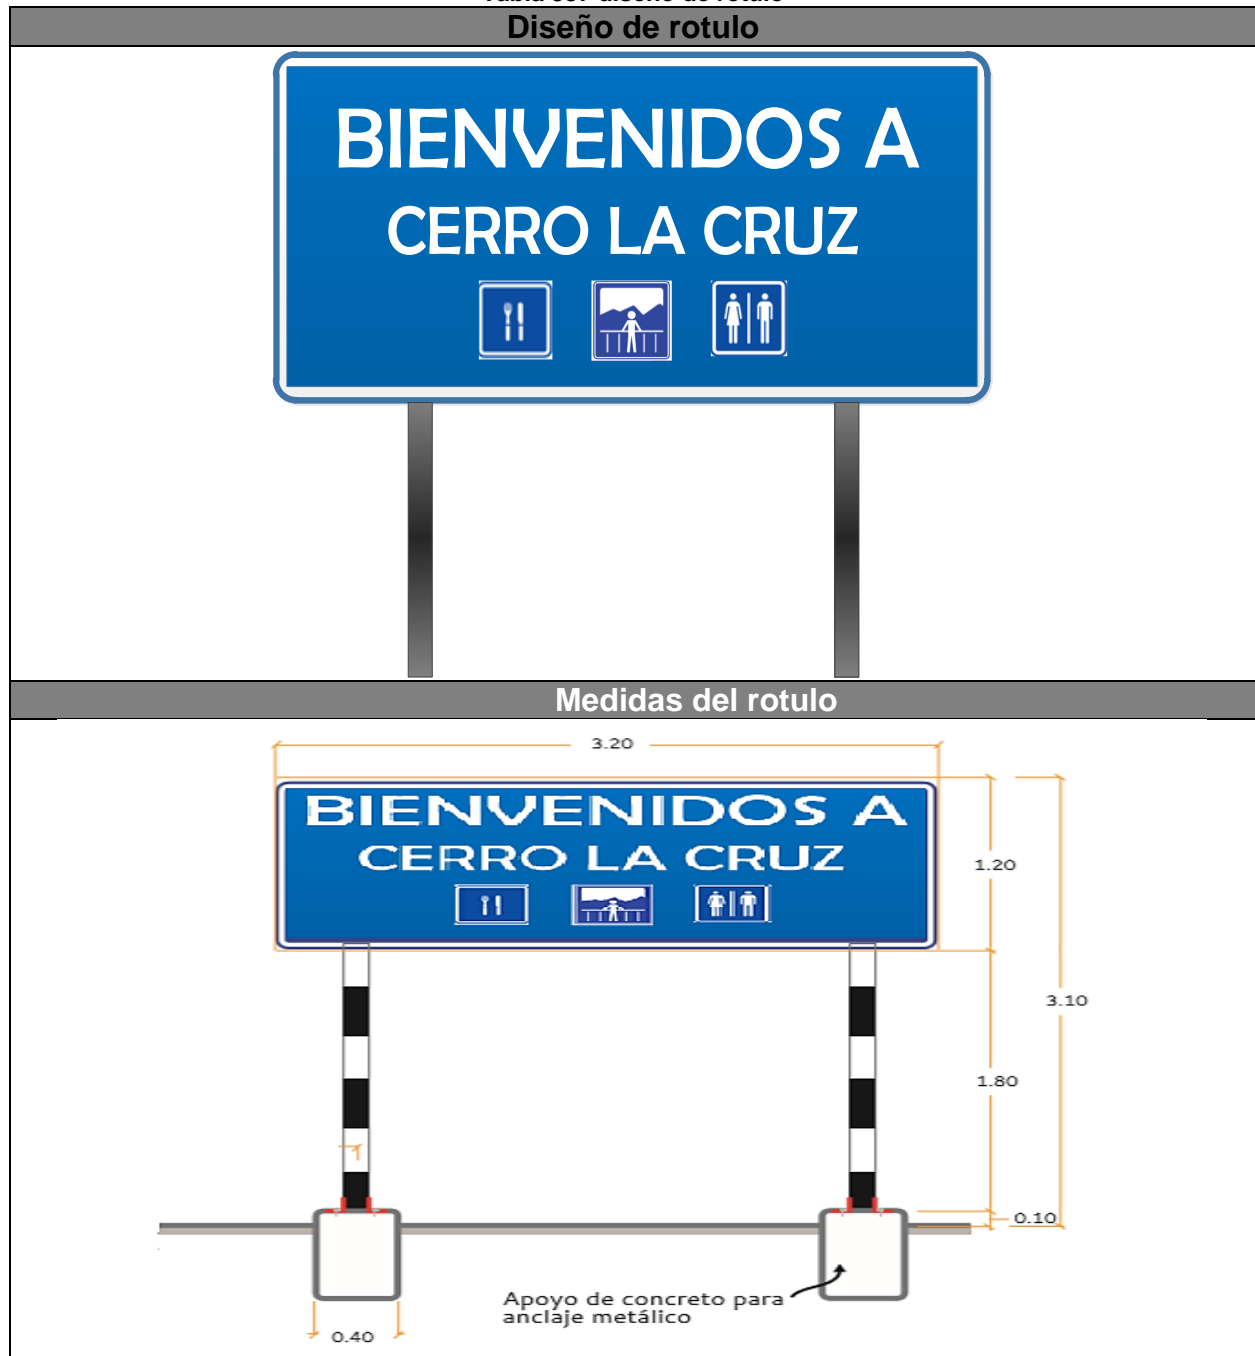 Diseño de rotulo
BIENVENIDOS A
CERRO LA CRUZ
Medidas del rotulo
3.20
BIENVENIDOS A
CERRO LA CRUZ
1.20
3.10
1.80
0.10
Apoyo de concreto para
anclaje metálico
0.40